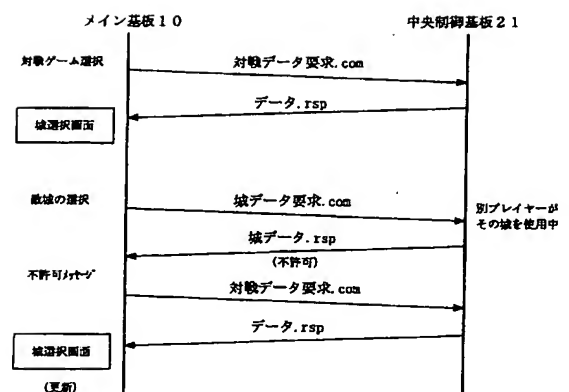 メイン基板10
中央制御基板21
対戦ゲーム選択
対戦データ要求.com
データ.rsp
城選択画面
敵城の選択
城データ要求.com
別プレイヤーが
その城を使用中
城データ.rsp
(不許可)
不許可メッセージ
対戦データ要求.com
データ.rsp
城選択画面
(更新)